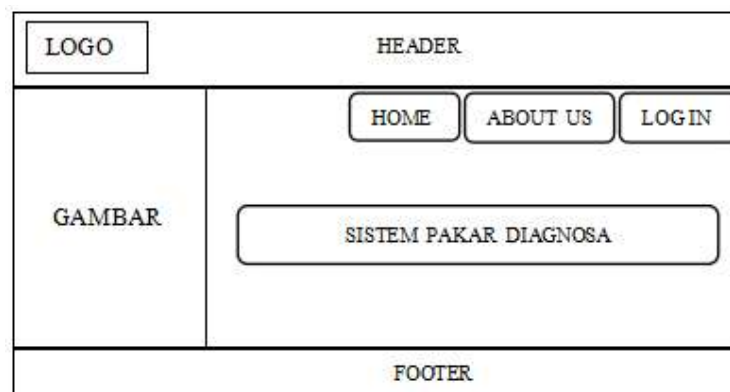 LOGO
HEADER
HOME
ABOUT US
LOGIN
GAMBAR
SISTEM PAKAR DIAGNOSA
FOOTER